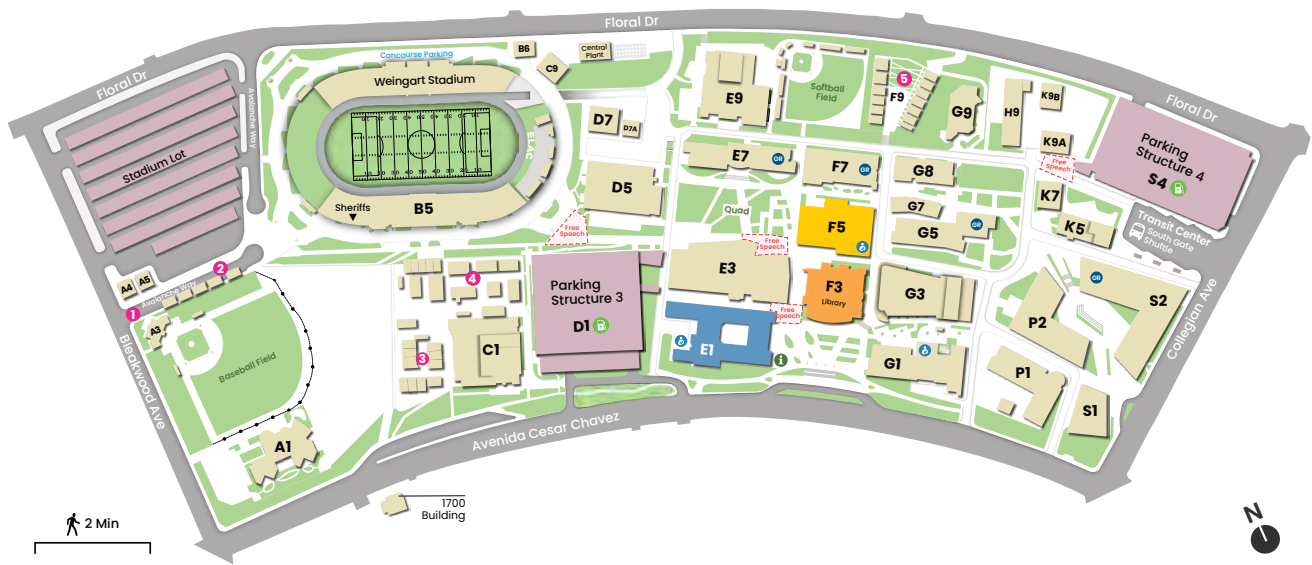 Floral Dr
Floral Dr
Floral Dr
Concourse Parking
Weingart Stadium
B6
Central
Plant
C9
Avalanche Way
Stadium Lot
ELAC
Sheriffs
B5
D7
D7A
D5
E9
Softball
Field
5
F9
G9
H9
K9B
K9A
Free
Speech
Parking
Structure 4
S4
E7
GR
F7
GR
G8
G7
G5
GR
K7
K5
Transit Center
South Gate
Shuttle
Quad
F5
Free
Speech
Free
Speech
A4
A5
2
Avalanche Way
1
A3
Baseball Field
4
3
C1
Parking
Structure 3
D1
E3
F3
Library
G3
Free
Speech
E1
i
G1
GR
S2
P2
P1
S1
Collegian Ave
Bleakwood Ave
A1
Avenida Cesar Chavez
1700
Building
2 Min
N